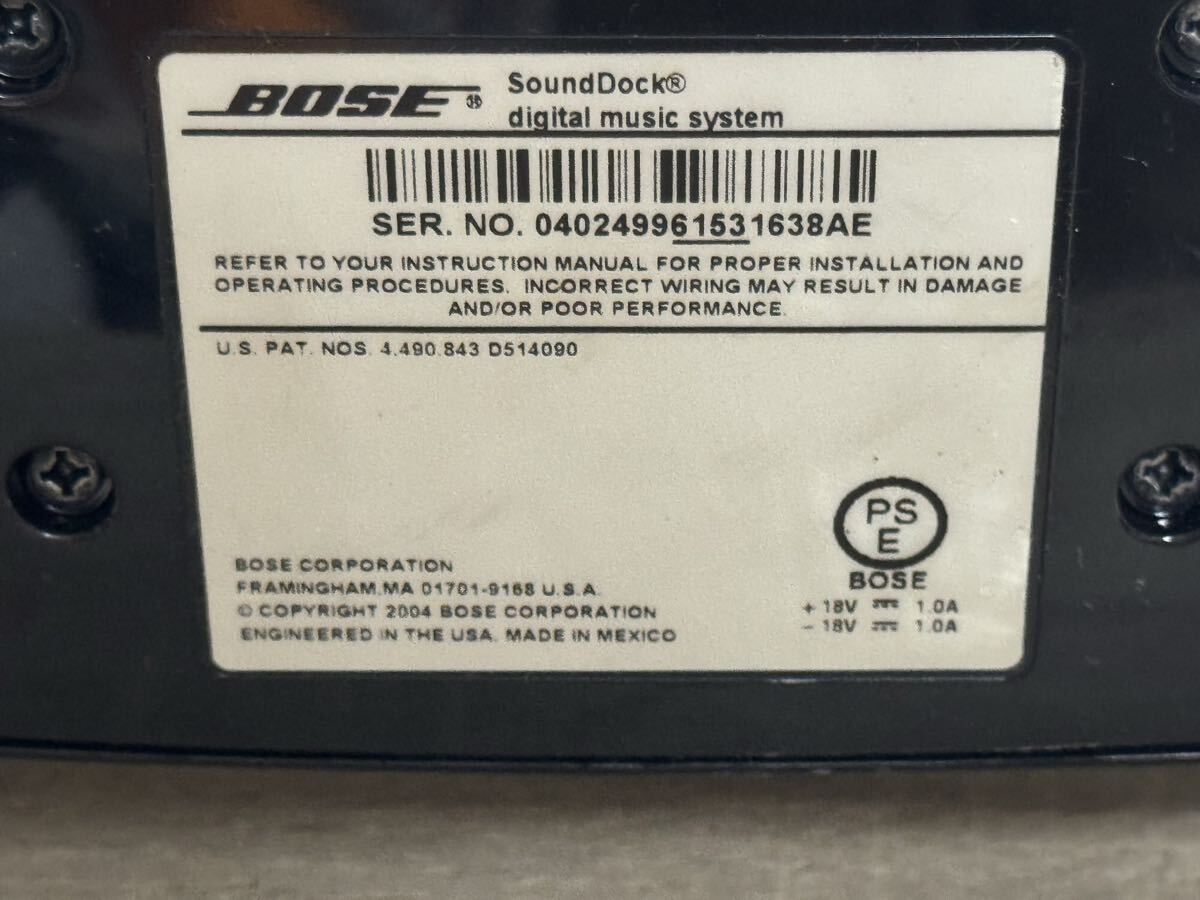 BOSE®
SoundDock®
digital music system
SER. NO. 040249961531638AE
REFER TO YOUR INSTRUCTION MANUAL FOR PROPER INSTALLATION AND
OPERATING PROCEDURES. INCORRECT WIRING MAY RESULT IN DAMAGE
AND/OR POOR PERFORMANCE.
U.S. PAT. NOS. 4.490.843 D514090
PS
E
BOSE
+ 18V ⎓ 1.0A
− 18V ⎓ 1.0A
BOSE CORPORATION
FRAMINGHAM,MA 01701-9168 U.S.A.
© COPYRIGHT 2004 BOSE CORPORATION
ENGINEERED IN THE USA. MADE IN MEXICO